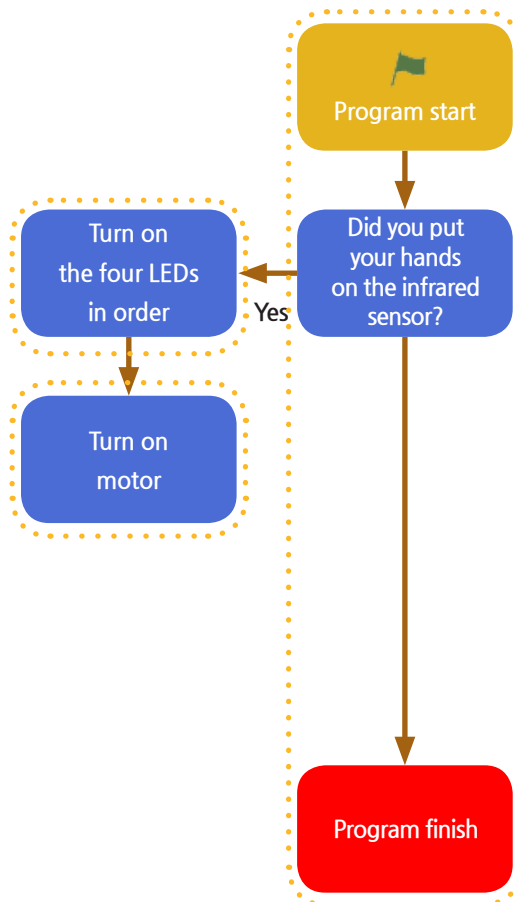 Program start
Did you put
your hands
on the infrared
sensor?
Yes
Turn on
the four LEDs
in order
Turn on
motor
Program finish